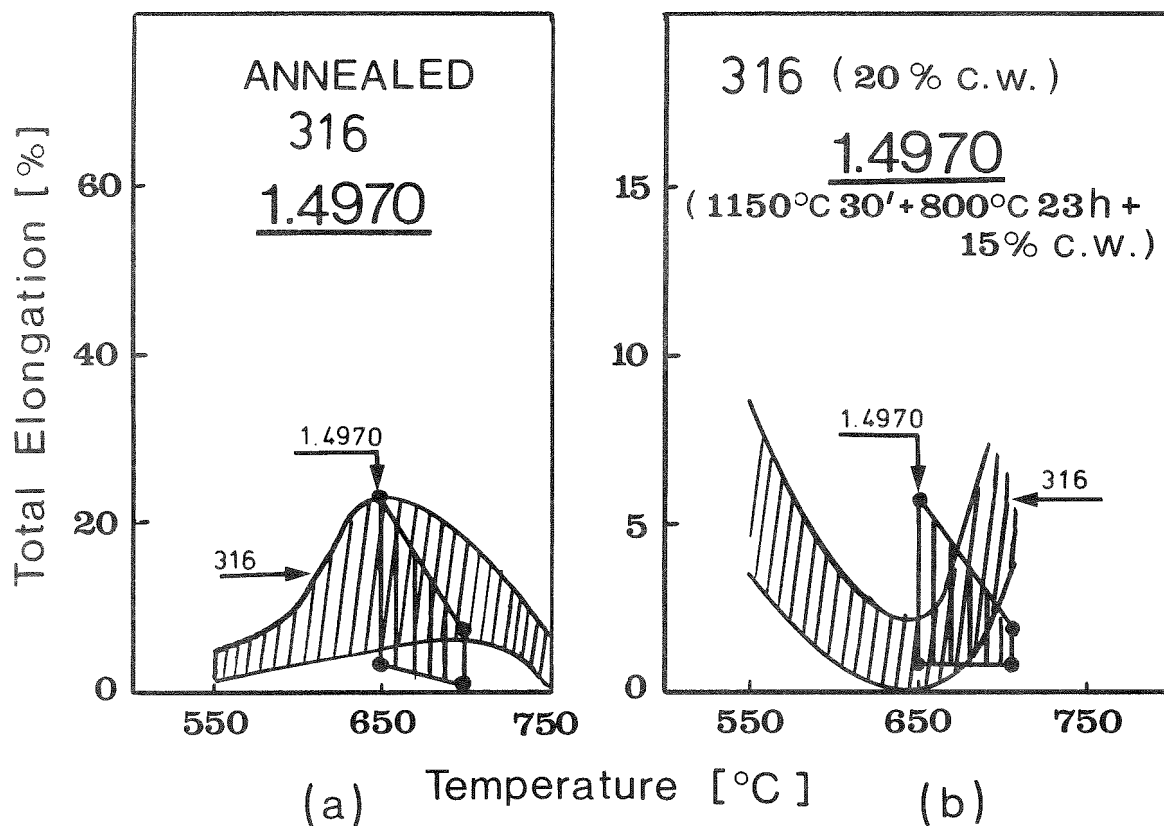 Total Elongation [%]
ANNEALED
316
1.4970
60
40
20
0
1.4970
316
550
650
750
(a)
316 (20% c.w.)
1.4970
(1150°C 30'+800°C 23h +
15% c.w.)
15
10
5
0
1.4970
316
550
650
750
(b)
Temperature [°C]